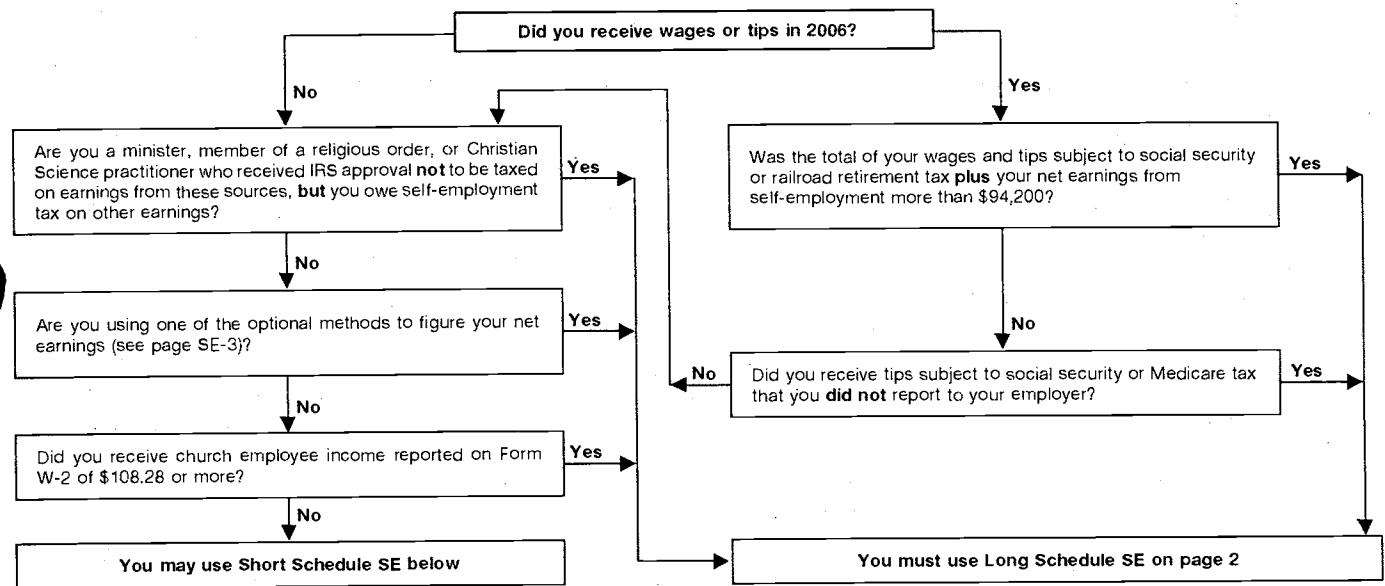 Did you receive wages or tips in 2006?
No
Yes
Are you a minister, member of a religious order, or Christian
Science practitioner who received IRS approval not to be taxed
on earnings from these sources, but you owe self-employment
tax on other earnings?
Yes
Was the total of your wages and tips subject to social security
or railroad retirement tax plus your net earnings from
self-employment more than $94,200?
Yes
No
No
Are you using one of the optional methods to figure your net
earnings (see page SE-3)?
Yes
No
Did you receive tips subject to social security or Medicare tax
that you did not report to your employer?
Yes
No
Did you receive church employee income reported on Form
W-2 of $108.28 or more?
Yes
No
You may use Short Schedule SE below
You must use Long Schedule SE on page 2